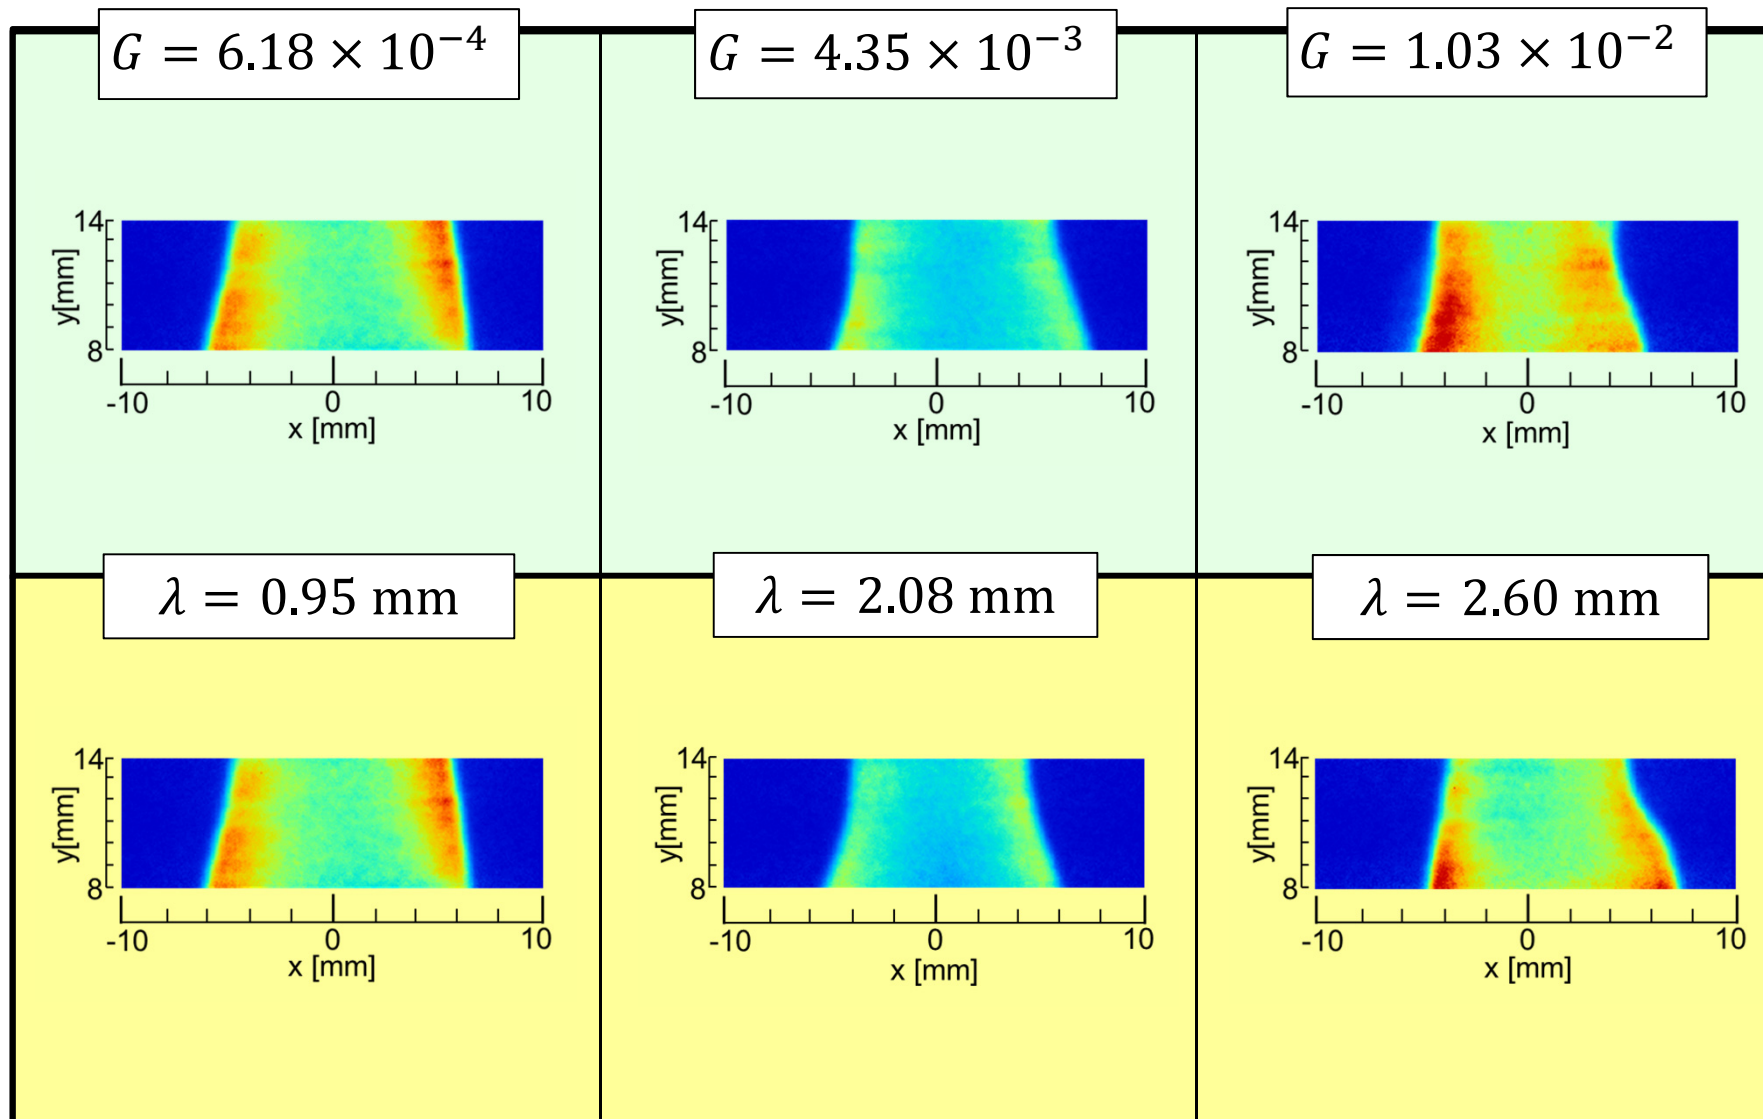 G = 6.18 × 10⁻⁴
G = 4.35 × 10⁻³
G = 1.03 × 10⁻²
14
y[mm]
8
-10 0 10
x [mm]
14
y[mm]
8
-10 0 10
x [mm]
14
y[mm]
8
-10 0 10
x [mm]
λ = 0.95 mm
λ = 2.08 mm
λ = 2.60 mm
14
y[mm]
8
-10 0 10
x [mm]
14
y[mm]
8
-10 0 10
x [mm]
14
y[mm]
8
-10 0 10
x [mm]